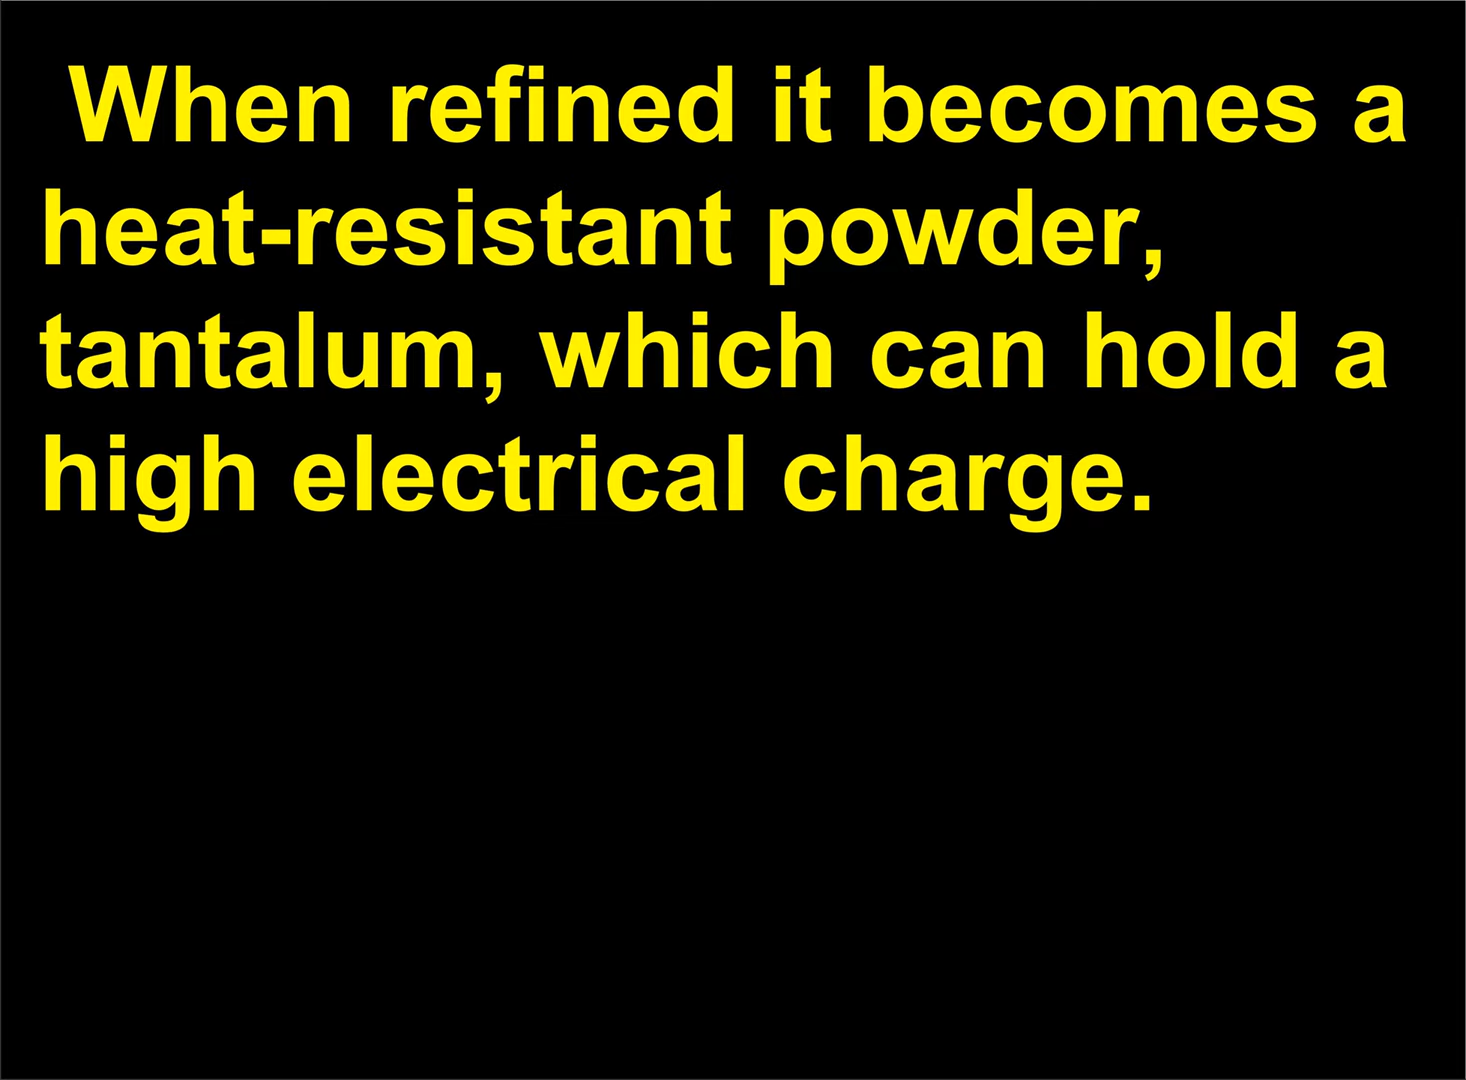 When refined it becomes a
heat-resistant powder,
tantalum, which can hold a
high electrical charge.